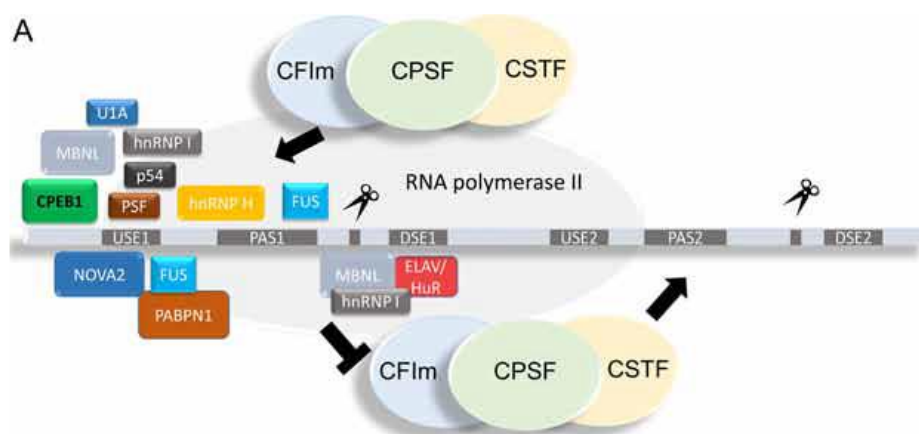 A
CFIm
CPSF
CSTF
U1A
MBNL
hnRNP I
p54
CPEB1
PSF
hnRNP H
FUS
RNA polymerase II
USE1
PAS1
DSE1
USE2
PAS2
DSE2
NOVA2
FUS
MBNL
ELAV/
HuR
hnRNP I
PABPN1
CFIm
CPSF
CSTF